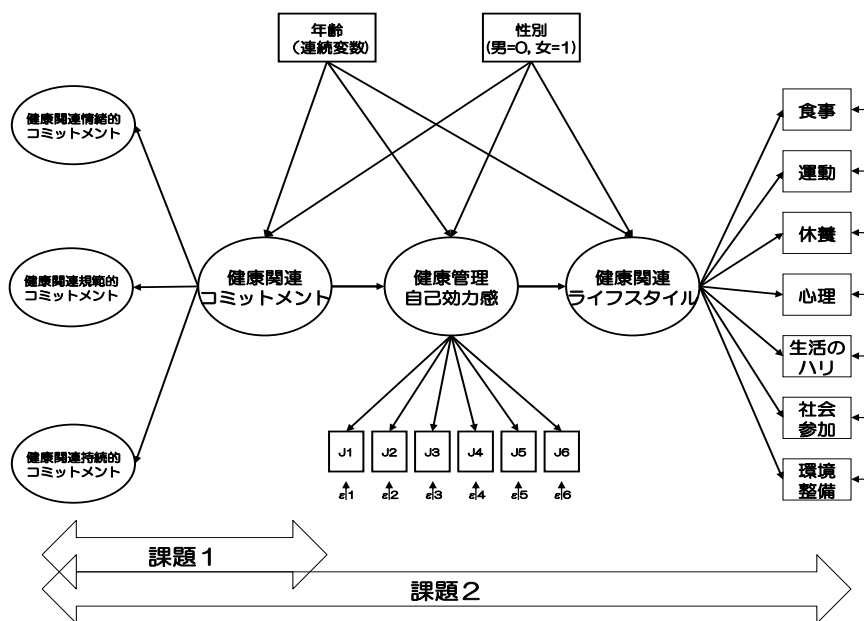 年齢
(連続変数)
性別
(男=0, 女=1)
健康関連情緒的
コミットメント
健康関連規範的
コミットメント
健康関連持続的
コミットメント
健康関連
コミットメント
健康管理
自己効力感
健康関連
ライフスタイル
食事
運動
休養
心理
生活の
ハリ
社会
参加
環境
整備
J1
J2
J3
J4
J5
J6
ε1
ε2
ε3
ε4
ε5
ε6
課題1
課題2